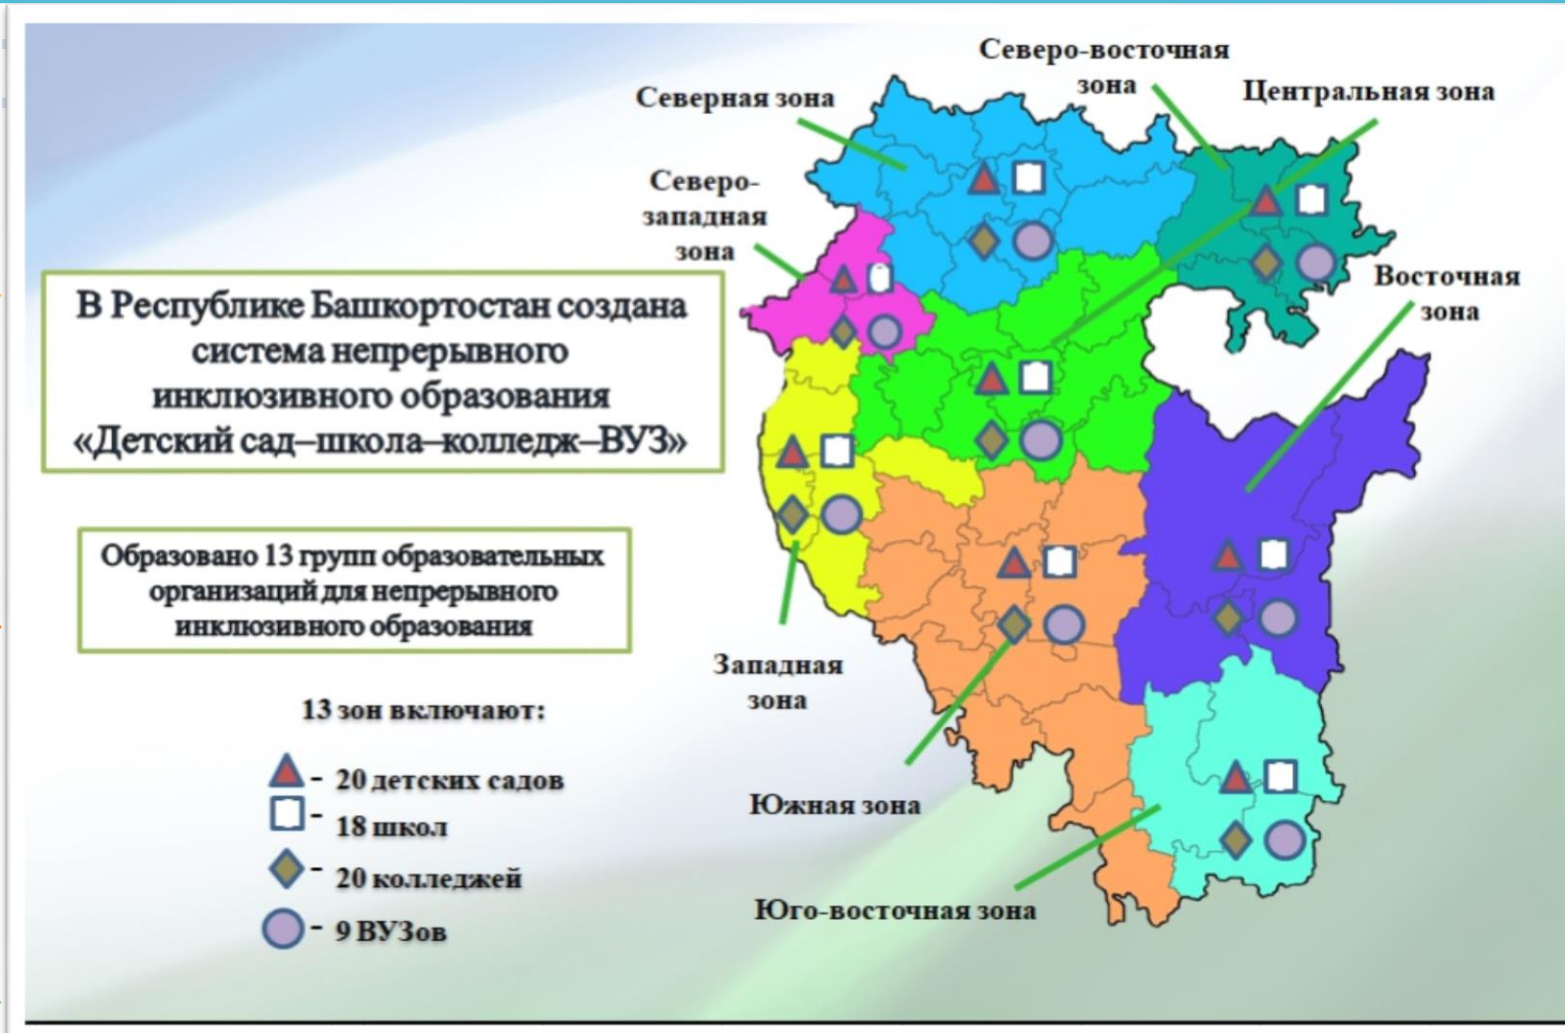 Северо-восточная
зона
Северная зона
Центральная зона
Северо-
западная
зона
Восточная
зона
В Республике Башкортостан создана
система непрерывного
инклюзивного образования
«Детский сад–школа–колледж–ВУЗ»
Образовано 13 групп образовательных
организаций для непрерывного
инклюзивного образования
Западная
зона
13 зон включают:
- 20 детских садов
- 18 школ
- 20 колледжей
- 9 ВУЗов
Южная зона
Юго-восточная зона